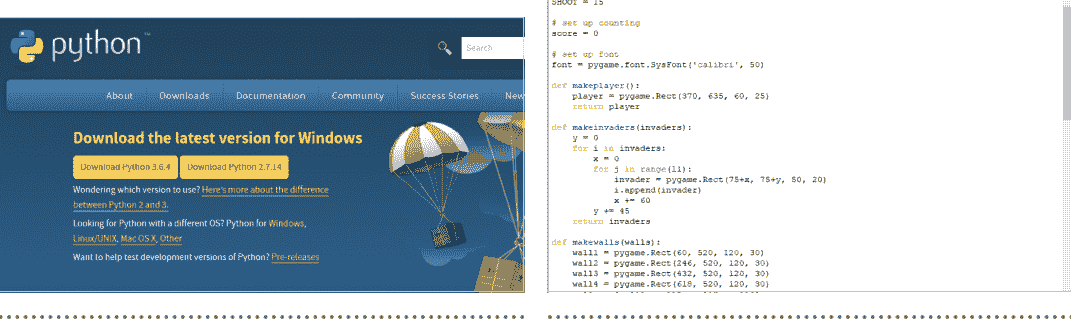 python™
Search
About Downloads Documentation Community Success Stories New
Download the latest version for Windows
Download Python 3.6.4 Download Python 2.7.14
Wondering which version to use? Here's more about the difference
between Python 2 and 3.
Looking for Python with a different OS? Python for Windows,
Linux/UNIX, Mac OS X, Other
Want to help test development versions of Python? Pre-releases
SHOOT = 15
# set up counting
score = 0
# set up font
font = pygame.font.SysFont('calibri', 50)
def makeplayer():
player = pygame.Rect(370, 635, 60, 25)
return player
def makeinvaders(invaders):
y = 0
for i in invaders:
x = 0
for j in range(11):
invader = pygame.Rect(75+x, 75+y, 50, 20)
i.append(invader)
x += 60
y += 45
return invaders
def makewalls(walls):
wall1 = pygame.Rect(60, 520, 120, 30)
wall2 = pygame.Rect(246, 520, 120, 30)
wall3 = pygame.Rect(432, 520, 120, 30)
wall4 = pygame.Rect(618, 520, 120, 30)